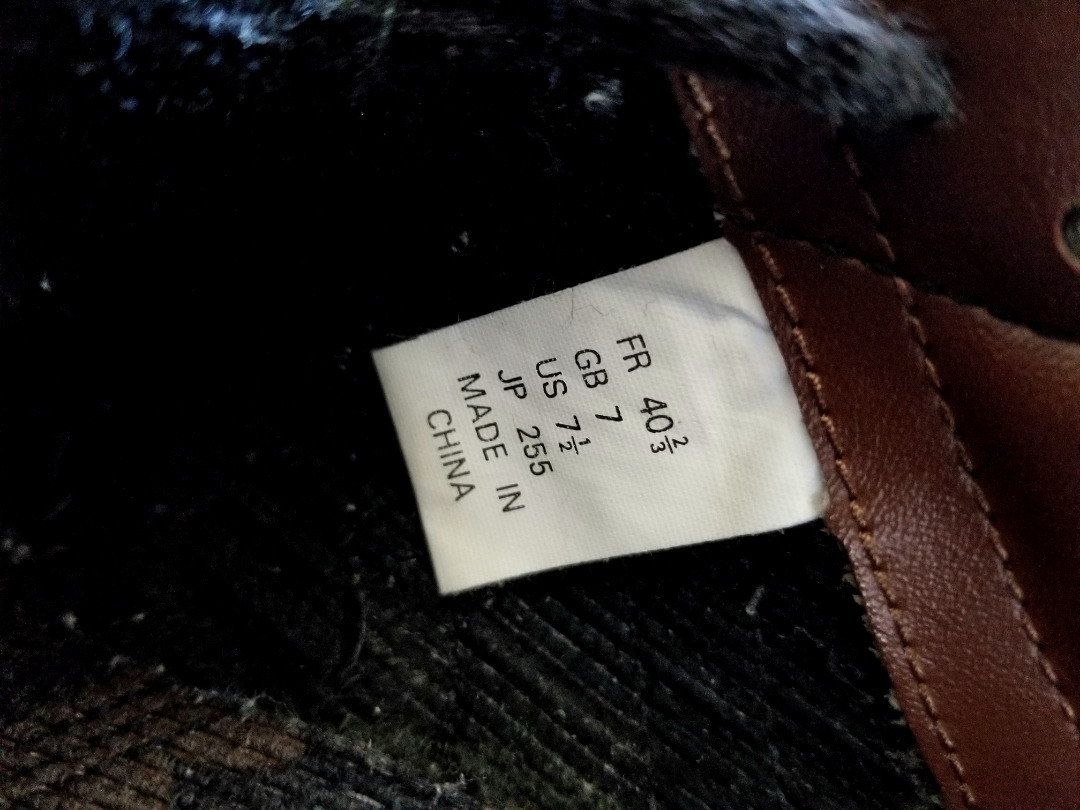 FR 40⅔
GB 7
US 7½
JP 255
MADE IN
CHINA